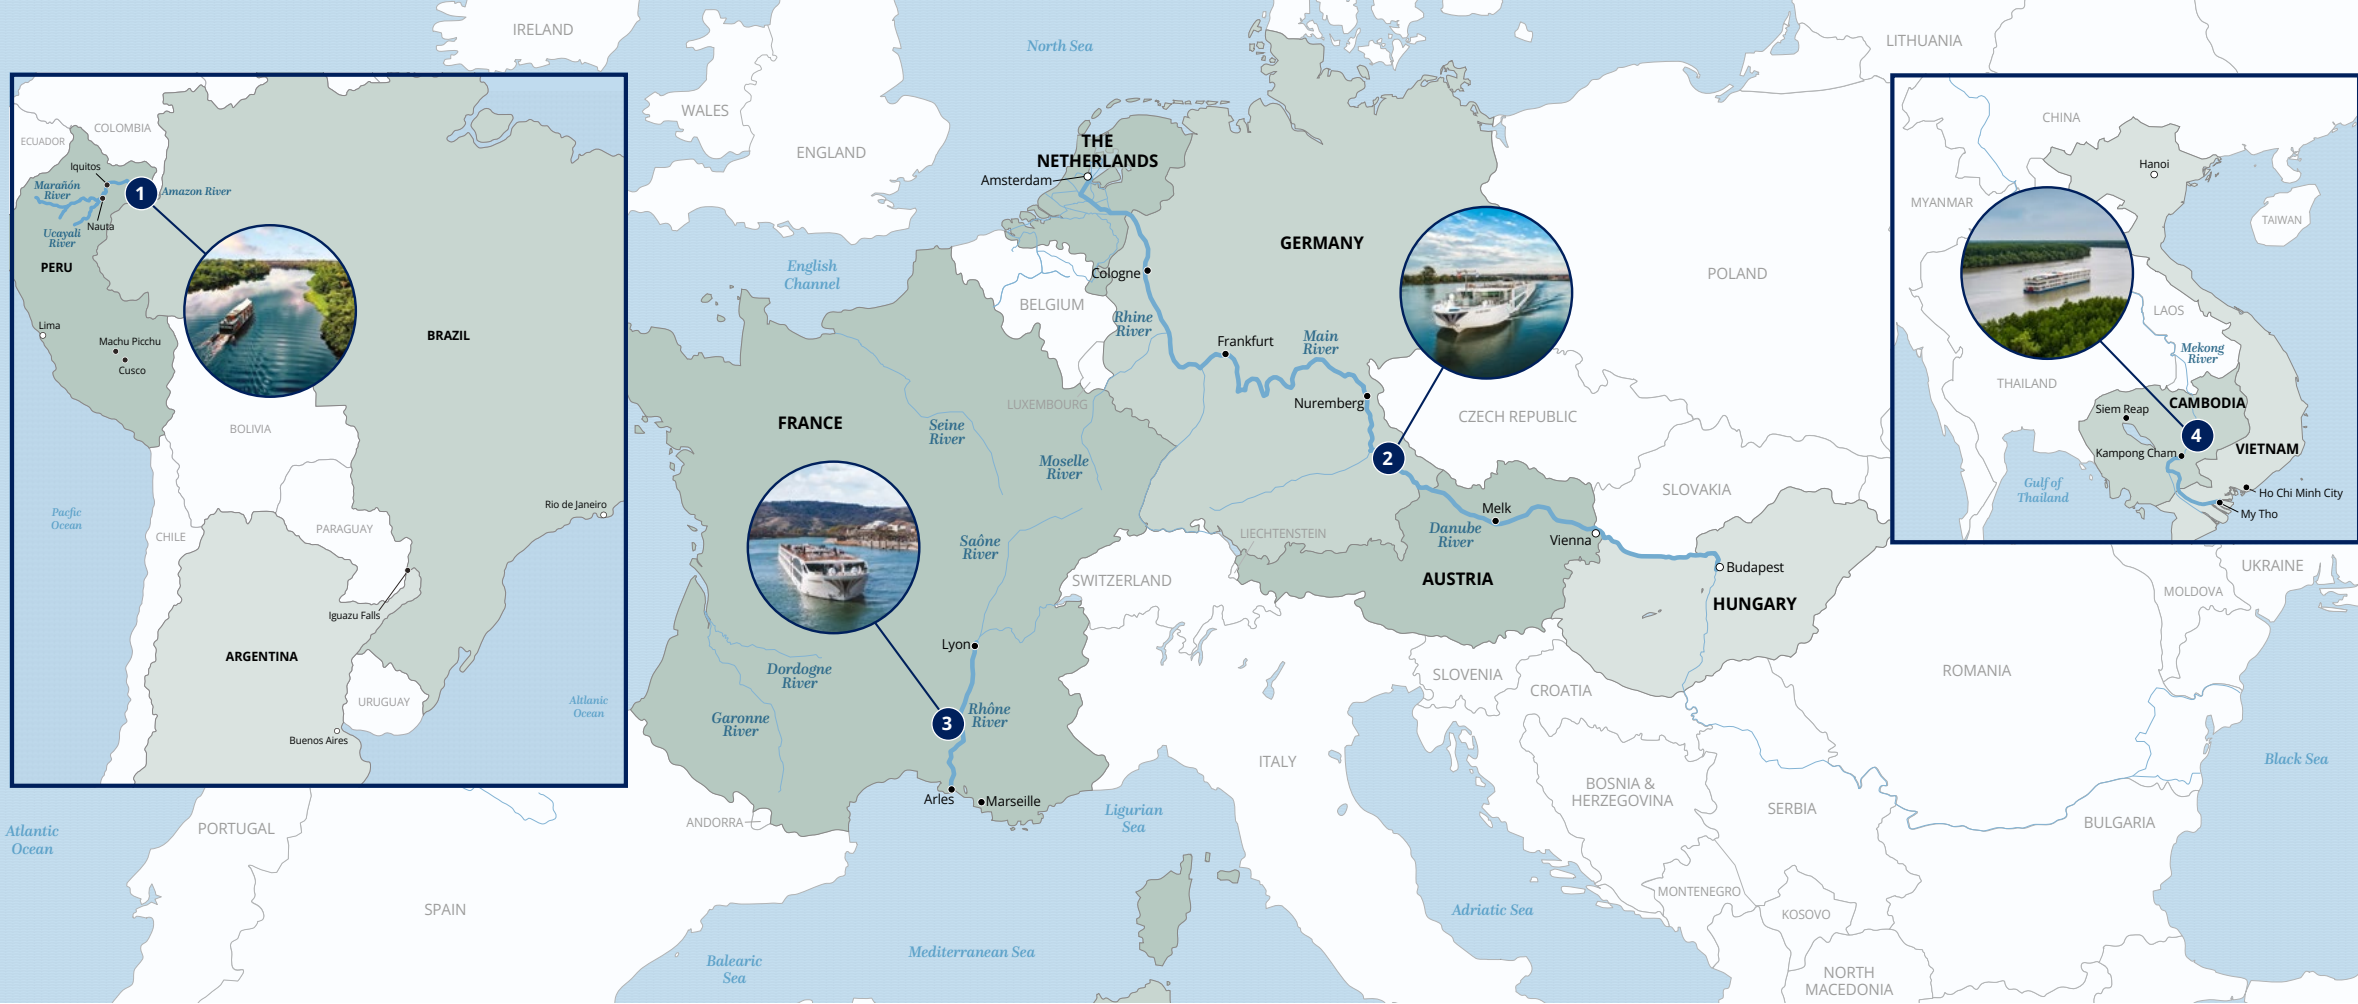 IRELAND
North Sea
LITHUANIA
WALES
ENGLAND
THE
NETHERLANDS
Amsterdam
GERMANY
POLAND
English
Channel
Cologne
BELGIUM
Rhine
River
Frankfurt
Main
River
Nuremberg
LUXEMBOURG
CZECH REPUBLIC
FRANCE
Seine
River
Moselle
River
2
SLOVAKIA
Melk
Danube
River
Vienna
LIECHTENSTEIN
Saône
River
AUSTRIA
Budapest
HUNGARY
SWITZERLAND
UKRAINE
MOLDOVA
Lyon
Dordogne
River
SLOVENIA
CROATIA
ROMANIA
Garonne
River
3
Rhône
River
ITALY
Black Sea
BOSNIA &
HERZEGOVINA
SERBIA
Arles
Marseille
Ligurian
Sea
ANDORRA
BULGARIA
Atlantic
Ocean
PORTUGAL
SPAIN
MONTENEGRO
KOSOVO
Adriatic Sea
Mediterranean Sea
Balearic
Sea
NORTH
MACEDONIA
ECUADOR
COLOMBIA
Iquitos
Marañón
River
1
Amazon River
Nauta
Ucayali
River
PERU
Lima
Machu Picchu
Cusco
BRAZIL
BOLIVIA
Pacfic
Ocean
CHILE
PARAGUAY
Rio de Janeiro
Iguazu Falls
ARGENTINA
URUGUAY
Altlanic
Ocean
Buenos Aires
CHINA
Hanoi
MYANMAR
TAIWAN
LAOS
Mekong
River
THAILAND
Siem Reap
CAMBODIA
4
Kampong Cham
VIETNAM
Gulf of
Thailand
Ho Chi Minh City
My Tho